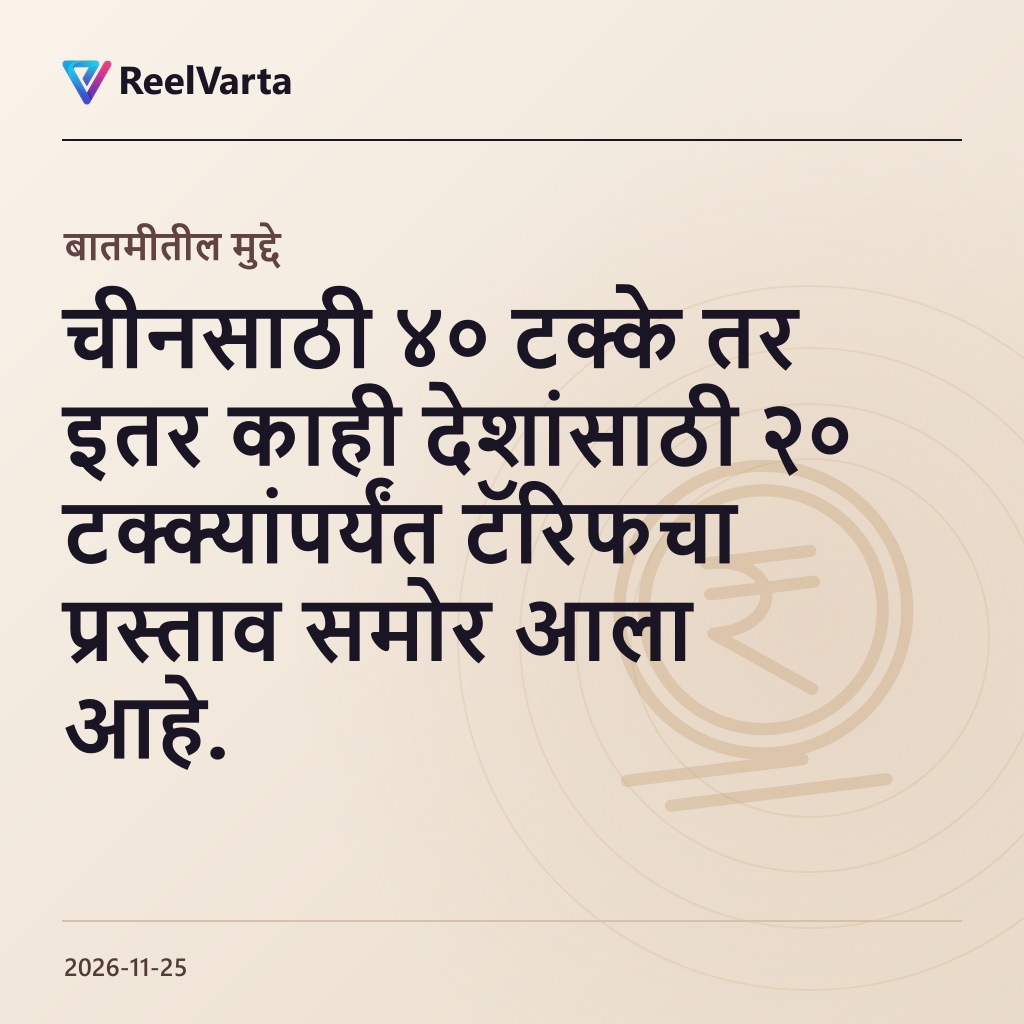 ReelVarta
बातमीतील मुद्दे
चीनसाठी ४० टक्के तर
इतर काही देशांसाठी २०
टक्क्यांपर्यंत टॅरिफचा
प्रस्ताव समोर आला
आहे.
2026-11-25